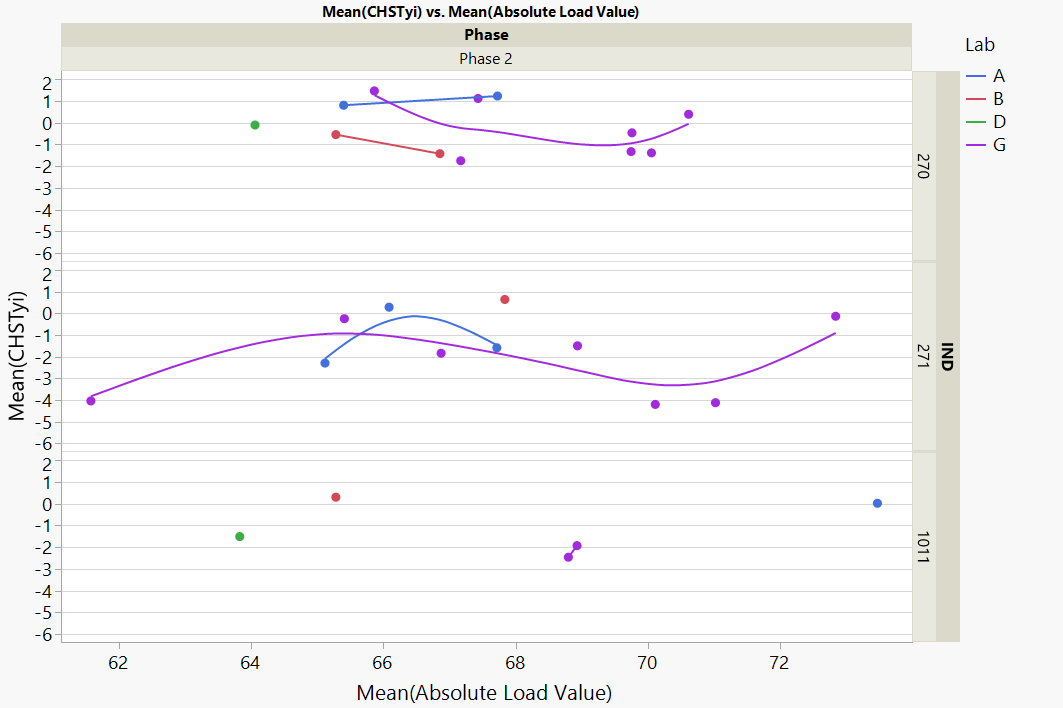 Mean(CHSTyi) vs. Mean(Absolute Load Value)
Phase
Phase 2
Lab
A
B
D
G
2
1
0
-1
-2
-3
-4
-5
-6
270
2
1
0
-1
-2
-3
-4
-5
-6
271
2
1
0
-1
-2
-3
-4
-5
-6
1011
IND
Mean(CHSTyi)
62 64 66 68 70 72
Mean(Absolute Load Value)